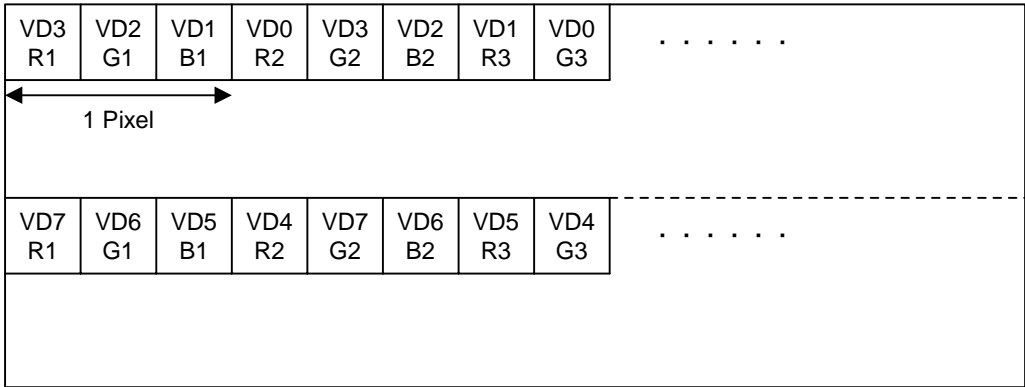 VD3 VD2 VD1 VD0 VD3 VD2 VD1 VD0 . . . . . .
R1 G1 B1 R2 G2 B2 R3 G3
1 Pixel
VD7 VD6 VD5 VD4 VD7 VD6 VD5 VD4 . . . . . .
R1 G1 B1 R2 G2 B2 R3 G3